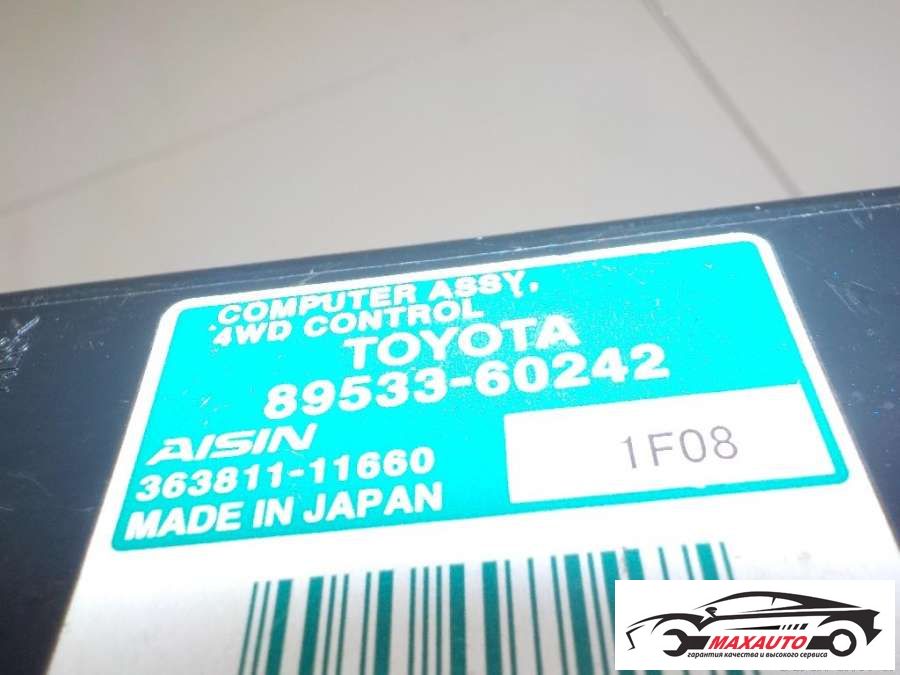 COMPUTER ASSY,
4WD CONTROL
TOYOTA
89533-60242
AISIN
363811-11660
1F08
MADE IN JAPAN
MAXAUTO
гарантия качества и высокого сервиса